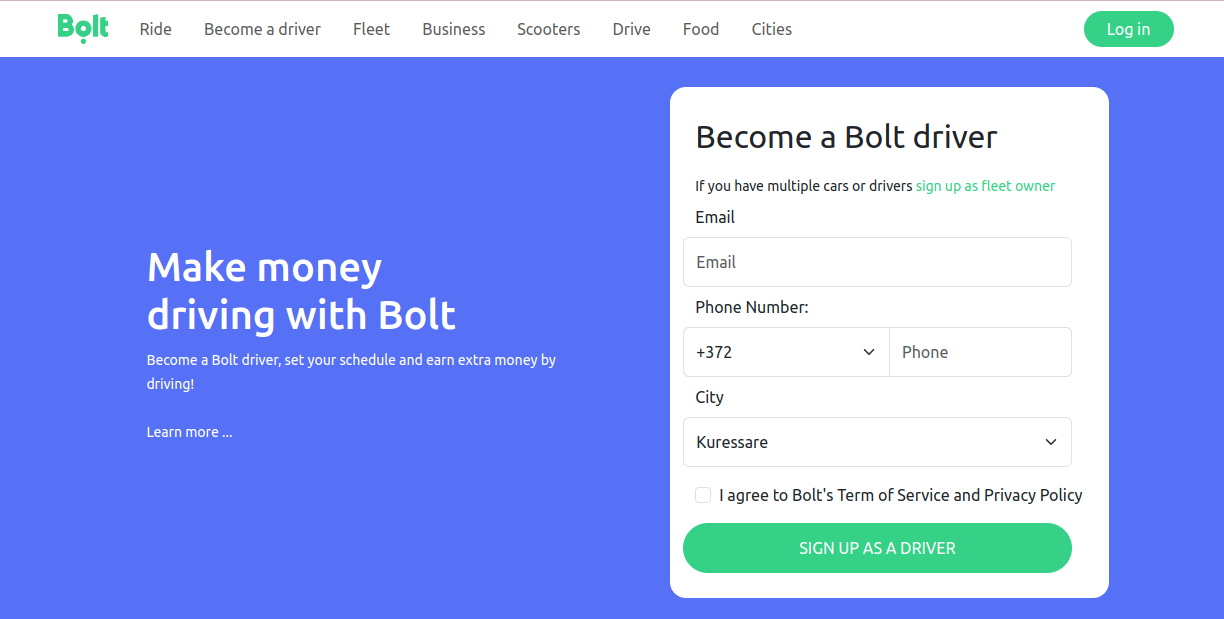 Bolt
Ride Become a driver Fleet Business Scooters Drive Food Cities
Log in
Make money
driving with Bolt
Become a Bolt driver, set your schedule and earn extra money by
driving!
Learn more ...
Become a Bolt driver
If you have multiple cars or drivers sign up as fleet owner
Email
Email
Phone Number:
+372 Phone
City
Kuressare
I agree to Bolt's Term of Service and Privacy Policy
SIGN UP AS A DRIVER